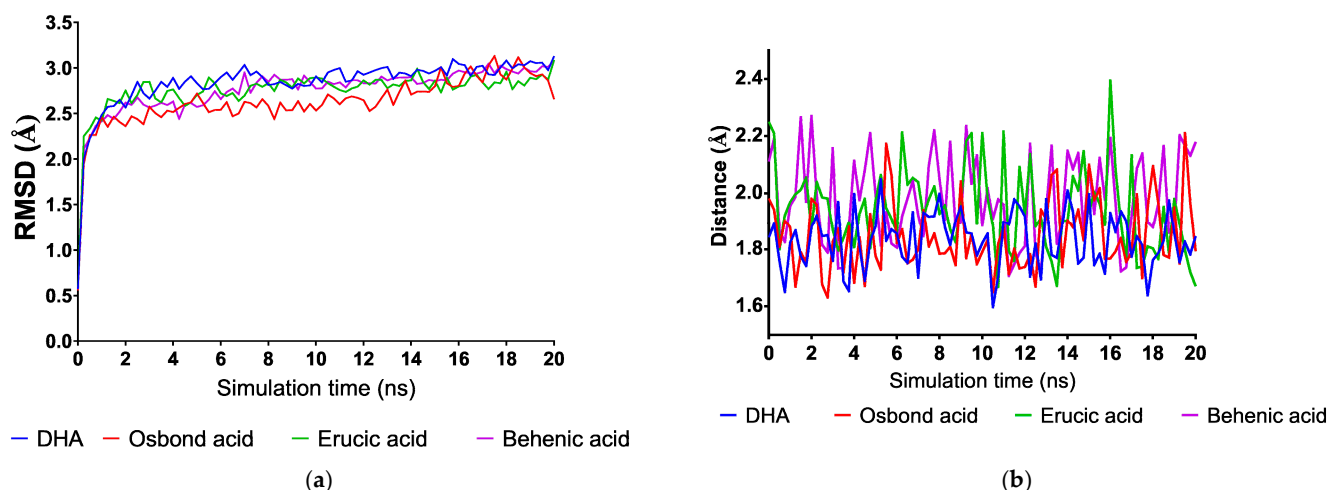 3.5
3.0
2.5
2.0
1.5
1.0
0.5
0.0
RMSD (Å)
0 2 4 6 8 10 12 14 16 18 20
Simulation time (ns)
DHA Osbond acid Erucic acid Behenic acid
(a)
2.4
2.2
2.0
1.8
1.6
Distance (Å)
0 2 4 6 8 10 11 14 16 18 20
Simulation time (ns)
DHA Osbond acid Erucic acid Behenic acid
(b)